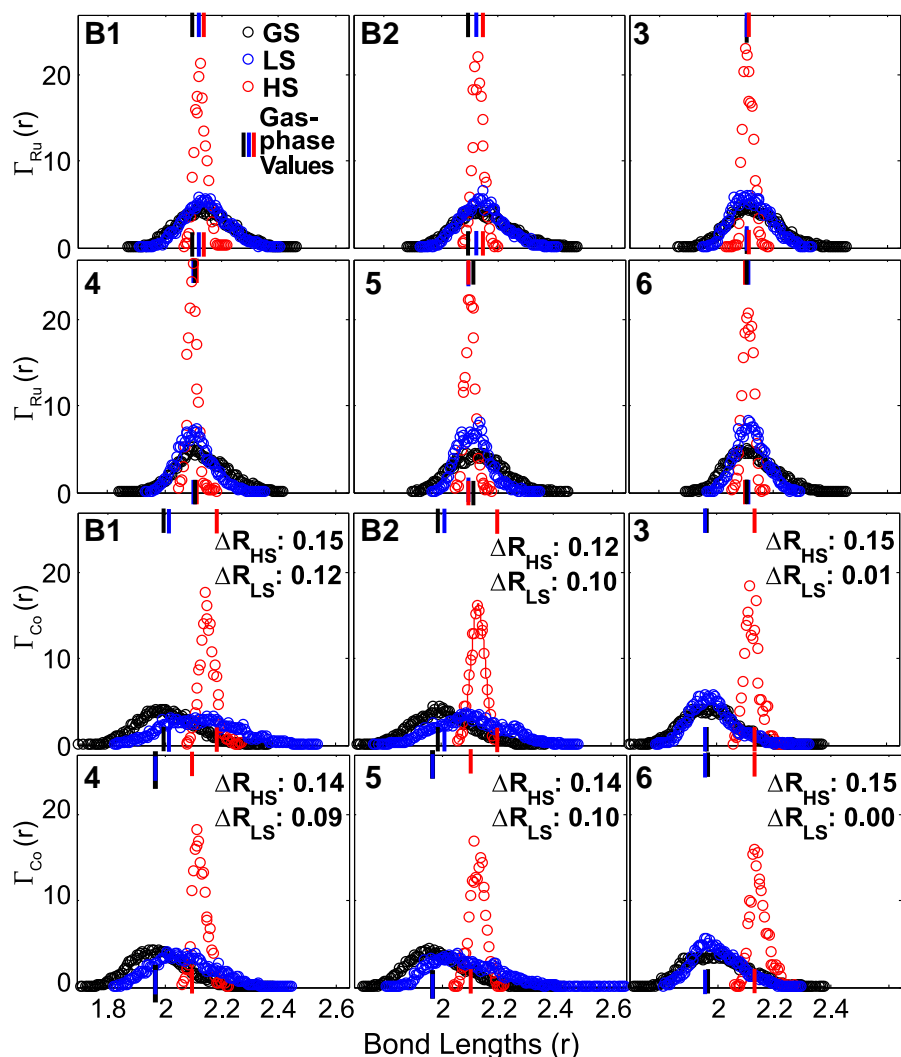 B1
GS
LS
HS
Gas-
phase
Values
B2
3
20
10
0
Γ_Ru (r)
4
5
6
20
10
0
Γ_Ru (r)
B1
ΔR_HS: 0.15
ΔR_LS: 0.12
B2
ΔR_HS: 0.12
ΔR_LS: 0.10
3
ΔR_HS: 0.15
ΔR_LS: 0.01
20
10
0
Γ_Co (r)
4
ΔR_HS: 0.14
ΔR_LS: 0.09
5
ΔR_HS: 0.14
ΔR_LS: 0.10
6
ΔR_HS: 0.15
ΔR_LS: 0.00
20
10
0
Γ_Co (r)
1.8 2 2.2 2.4 2.6 2 2.2 2.4 2.6 2 2.2 2.4
Bond Lengths (r)